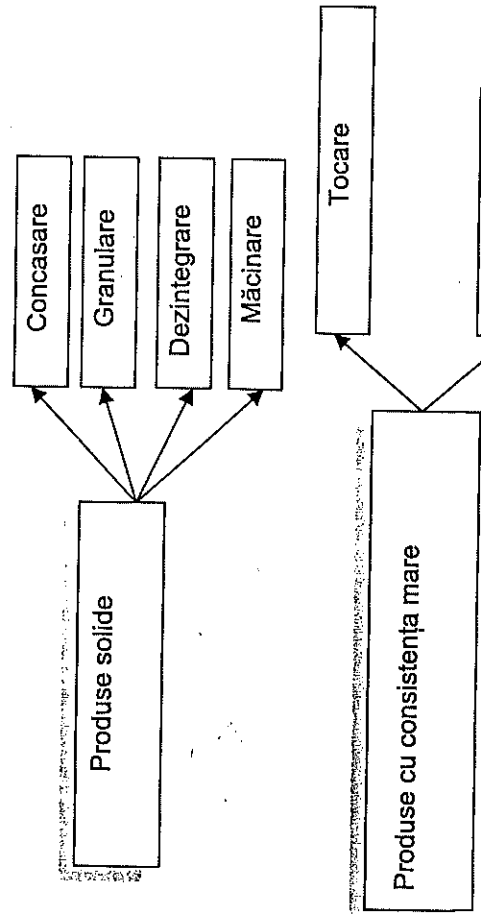 Produse solide
Concasare
Granulare
Dezintegrare
Măcinare
Produse cu consistența mare
Tocare